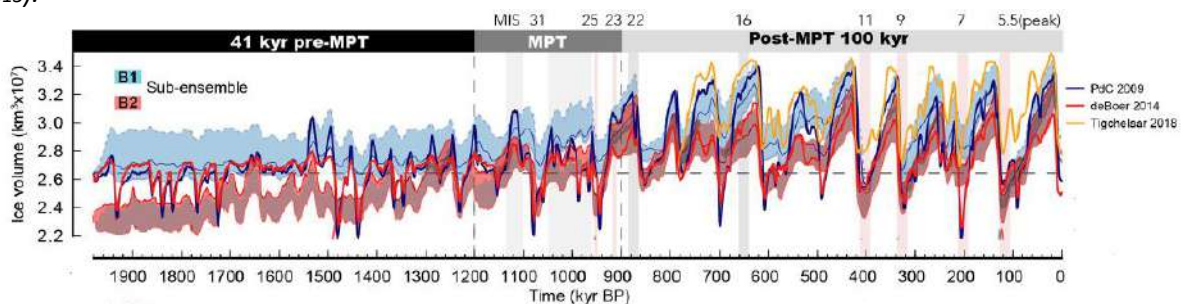 MIS 31 25 23 22 16 11 9 7 5.5(peak)
41 kyr pre-MPT MPT Post-MPT 100 kyr
3.4
3.2
3.0
2.8
2.6
2.4
2.2
Ice volume (km³x10⁷)
B1
B2
Sub-ensemble
PdC 2009
deBoer 2014
Tigchelaar 2018
1900 1800 1700 1600 1500 1400 1300 1200 1100 1000 900 800 700 600 500 400 300 200 100 0
Time (kyr BP)